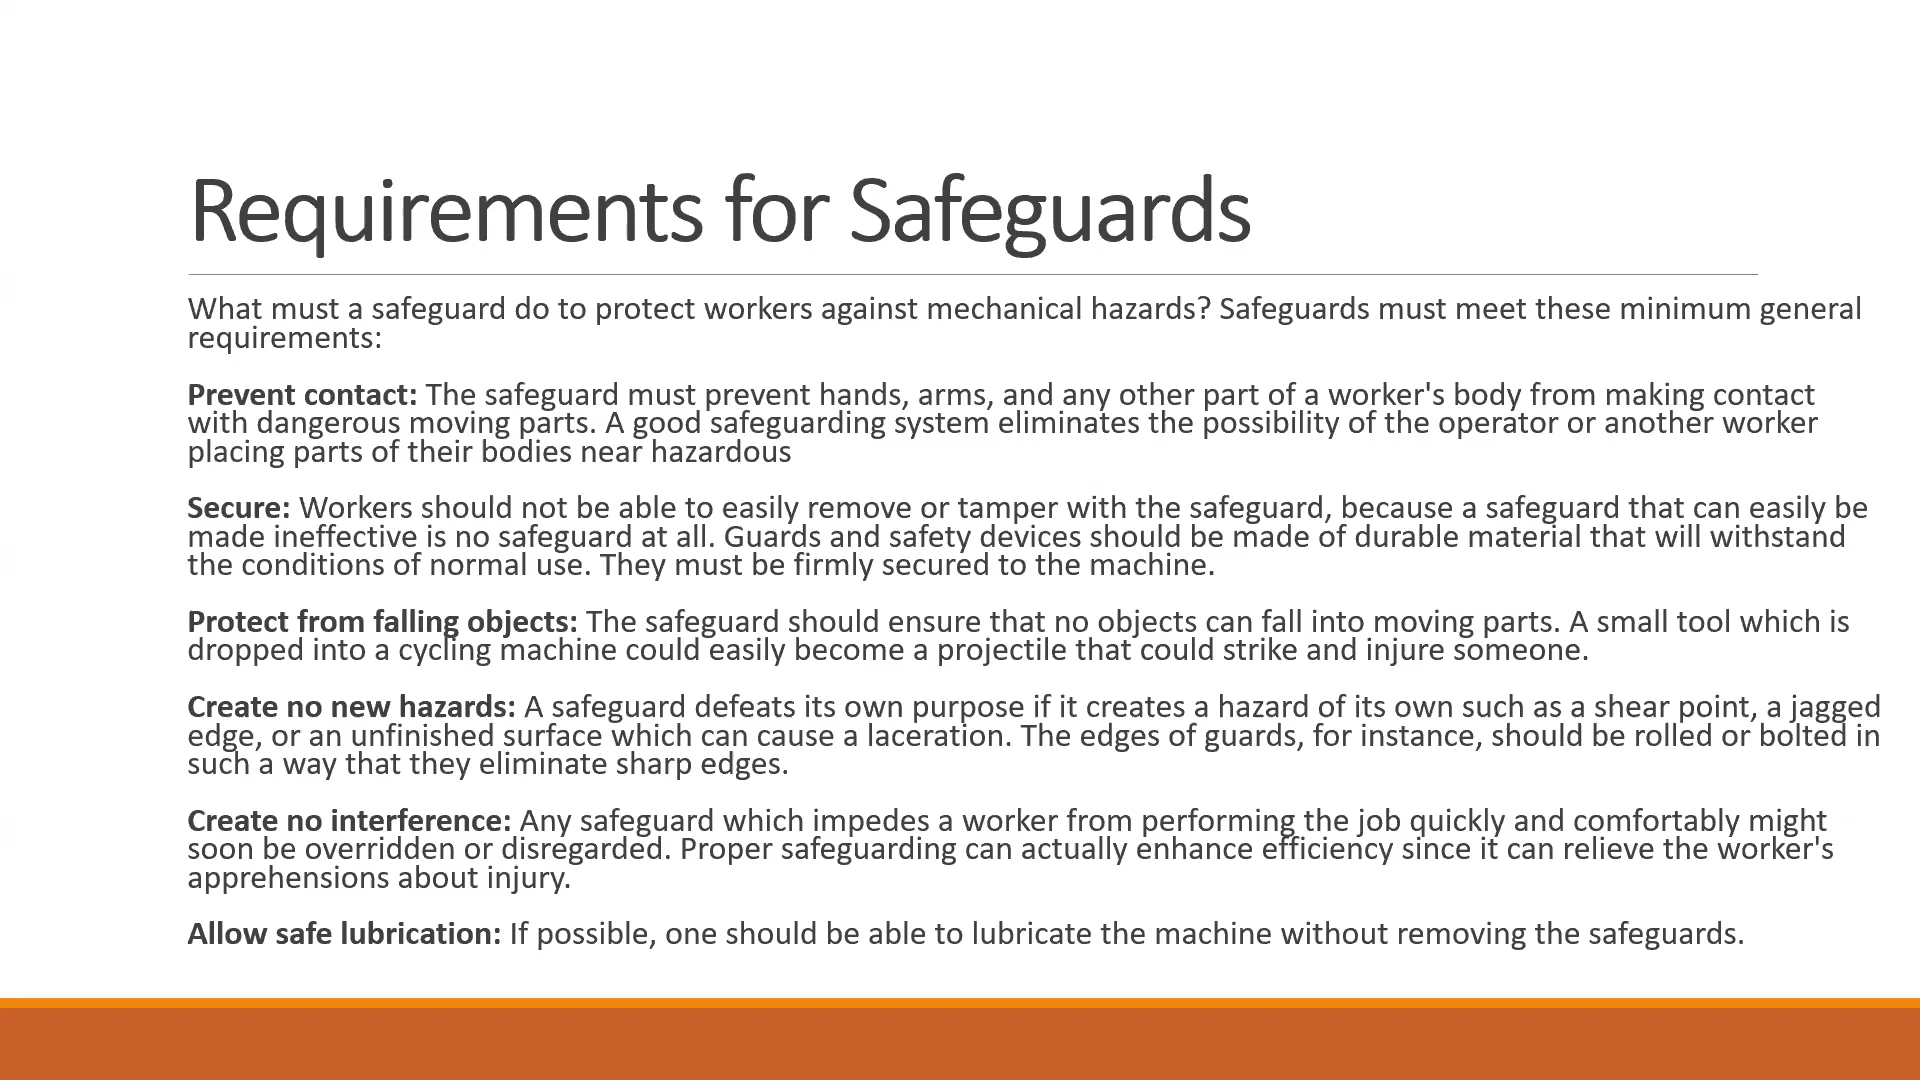 Requirements for Safeguards
What must a safeguard do to protect workers against mechanical hazards? Safeguards must meet these minimum general
requirements:
Prevent contact: The safeguard must prevent hands, arms, and any other part of a worker's body from making contact
with dangerous moving parts. A good safeguarding system eliminates the possibility of the operator or another worker
placing parts of their bodies near hazardous
Secure: Workers should not be able to easily remove or tamper with the safeguard, because a safeguard that can easily be
made ineffective is no safeguard at all. Guards and safety devices should be made of durable material that will withstand
the conditions of normal use. They must be firmly secured to the machine.
Protect from falling objects: The safeguard should ensure that no objects can fall into moving parts. A small tool which is
dropped into a cycling machine could easily become a projectile that could strike and injure someone.
Create no new hazards: A safeguard defeats its own purpose if it creates a hazard of its own such as a shear point, a jagged
edge, or an unfinished surface which can cause a laceration. The edges of guards, for instance, should be rolled or bolted in
such a way that they eliminate sharp edges.
Create no interference: Any safeguard which impedes a worker from performing the job quickly and comfortably might
soon be overridden or disregarded. Proper safeguarding can actually enhance efficiency since it can relieve the worker's
apprehensions about injury.
Allow safe lubrication: If possible, one should be able to lubricate the machine without removing the safeguards.